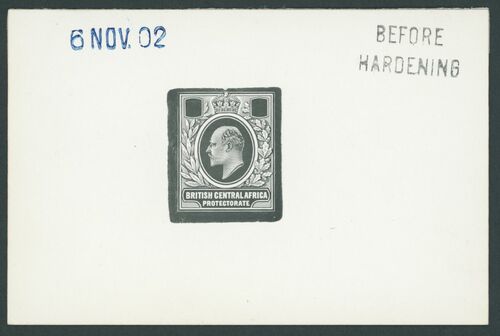 6 NOV. 02
BEFORE
HARDENING
BRITISH CENTRAL AFRICA
PROTECTORATE